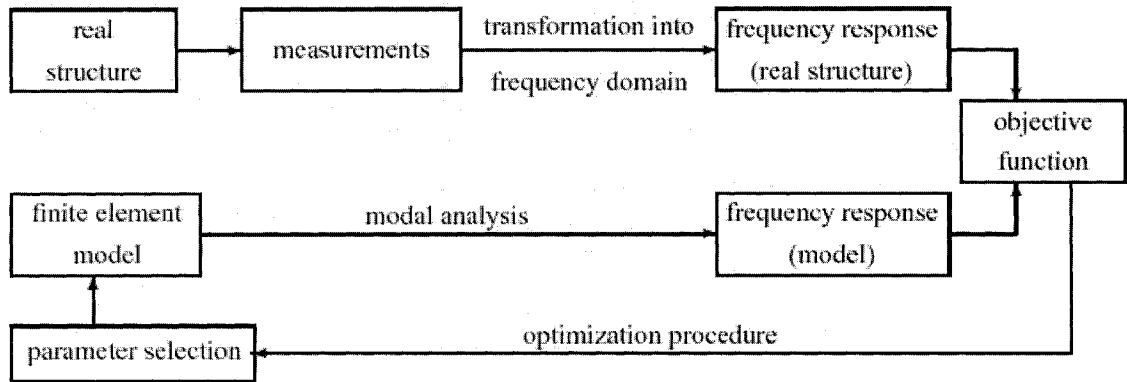 real
structure
measurements
transformation into
frequency domain
frequency response
(real structure)
objective
function
finite element
model
modal analysis
frequency response
(model)
parameter selection
optimization procedure